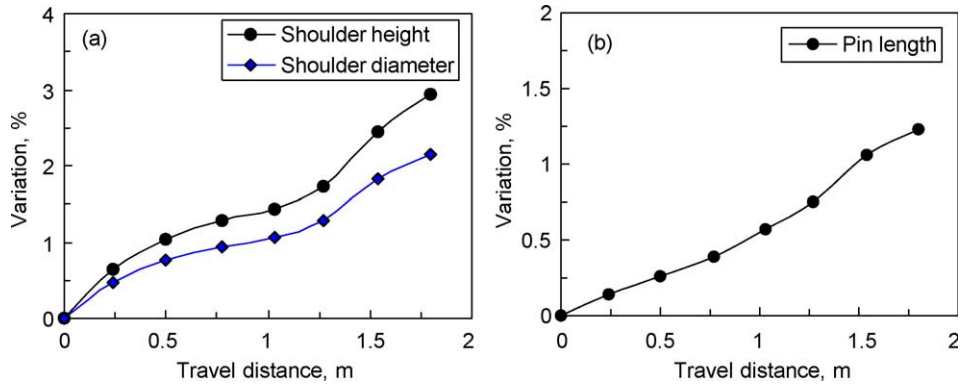 (a)
Shoulder height
Shoulder diameter
4
3
2
1
0
Variation, %
0
0.5
1
1.5
2
Travel distance, m
(b)
Pin length
2
1.5
1
0.5
0
Variation, %
0
0.5
1
1.5
2
Travel distance, m